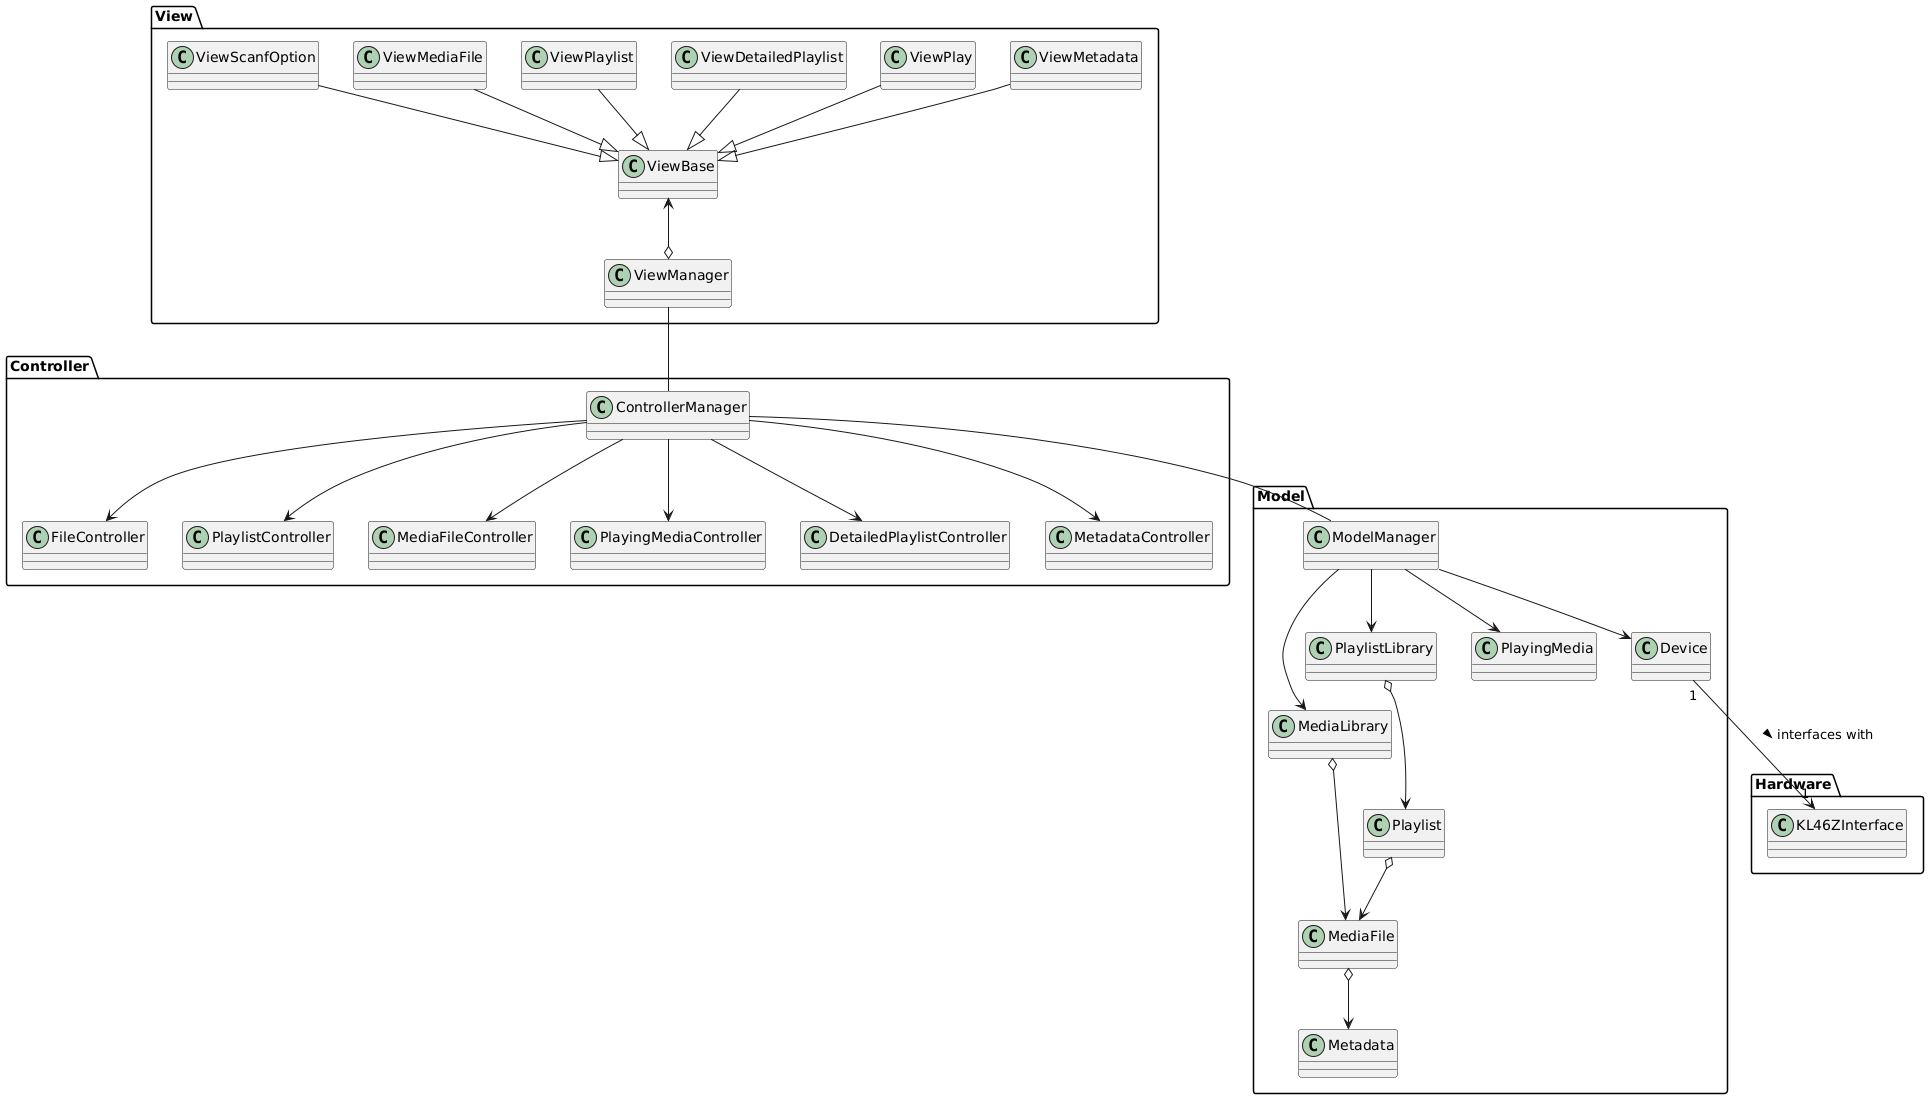 View
C ViewScanfOption
C ViewMediaFile
C ViewPlaylist
C ViewDetailedPlaylist
C ViewPlay
C ViewMetadata
C ViewBase
C ViewManager
Controller
C ControllerManager
C FileController
C PlaylistController
C MediaFileController
C PlayingMediaController
C DetailedPlaylistController
C MetadataController
Model
C ModelManager
C PlaylistLibrary
C PlayingMedia
C Device
1
C MediaLibrary
interfaces with
Hardware
1
C KL46ZInterface
C Playlist
C MediaFile
C Metadata